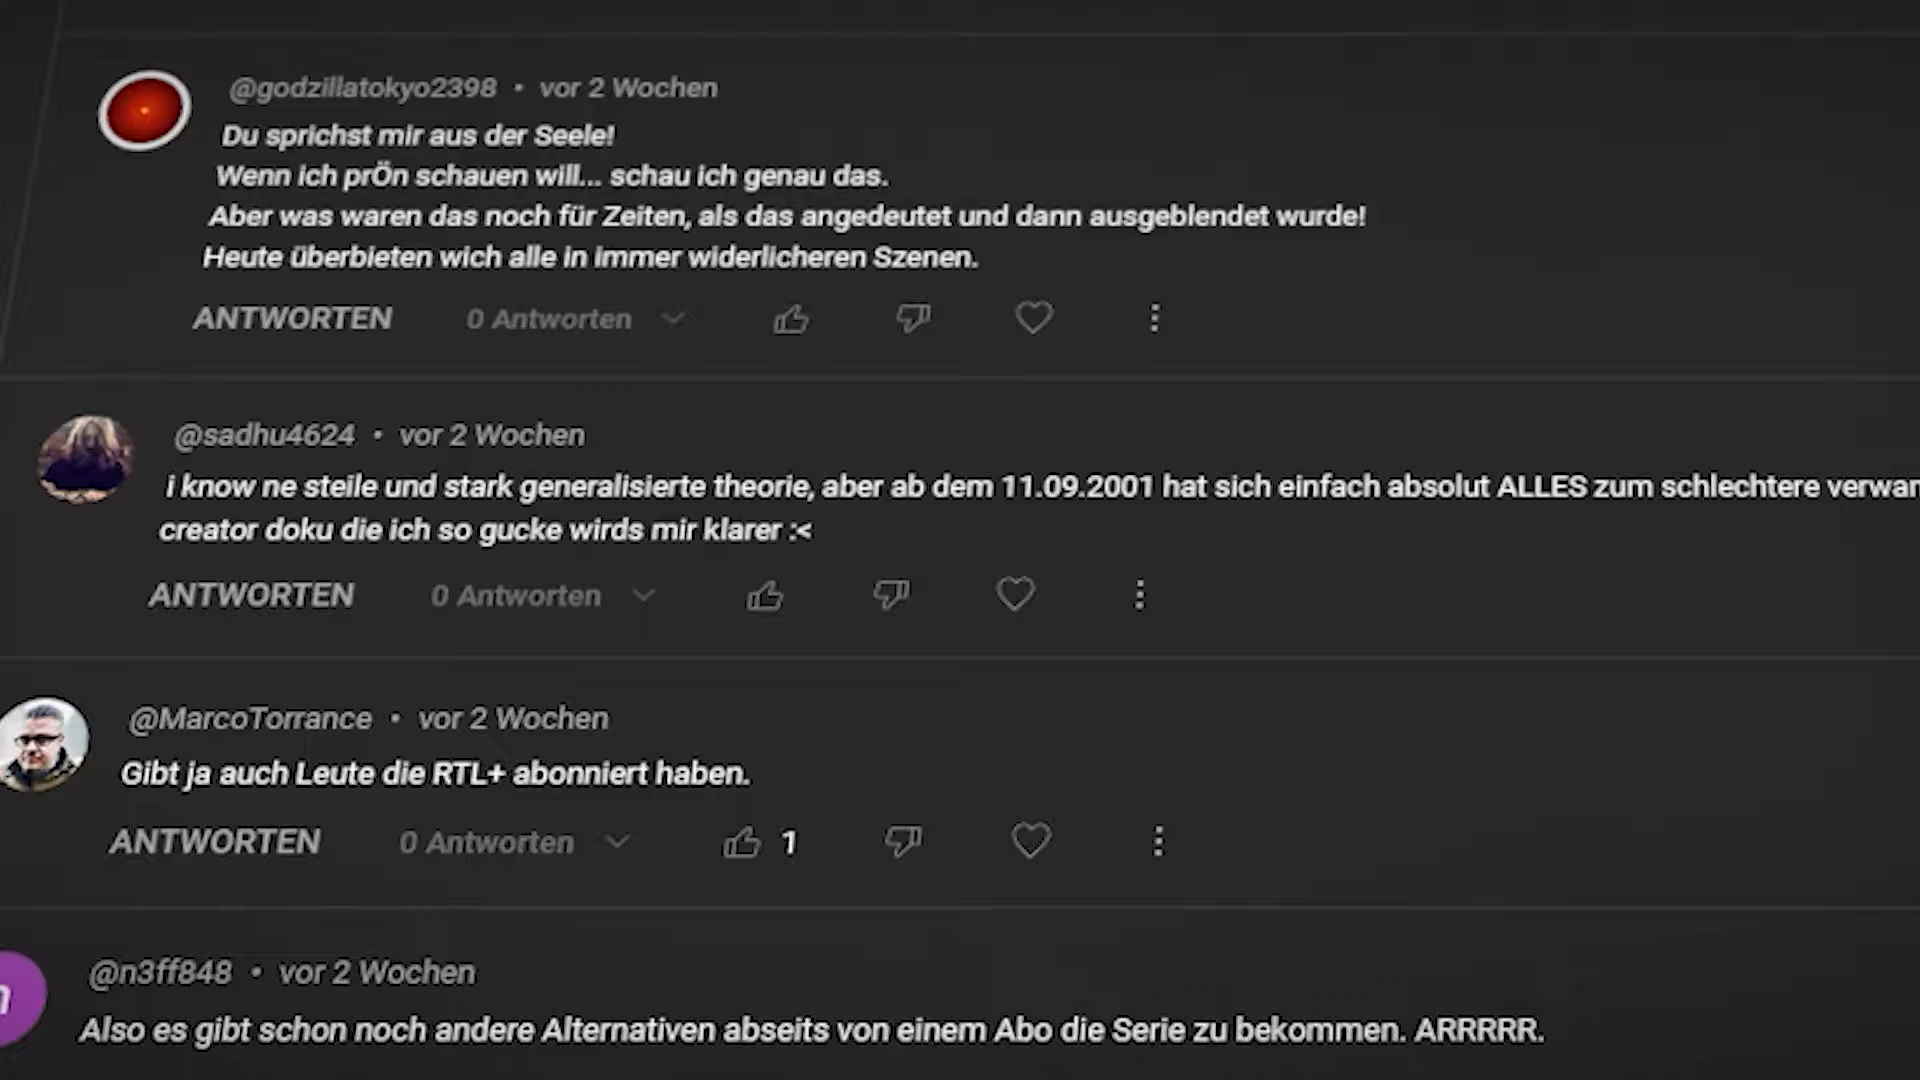 @godzillatokyo2398 • vor 2 Wochen
Du sprichst mir aus der Seele!
Wenn ich prÖn schauen will... schau ich genau das.
Aber was waren das noch für Zeiten, als das angedeutet und dann ausgeblendet wurde!
Heute überbieten wich alle in immer widerlicheren Szenen.
ANTWORTEN 0 Antworten
@sadhu4624 • vor 2 Wochen
i know ne steile und stark generalisierte theorie, aber ab dem 11.09.2001 hat sich einfach absolut ALLES zum schlechtere
creator doku die ich so gucke wirds mir klarer :<
ANTWORTEN 0 Antworten
@MarcoTorrance • vor 2 Wochen
Gibt ja auch Leute die RTL+ abonniert haben.
ANTWORTEN 0 Antworten 1
@n3ff848 • vor 2 Wochen
Also es gibt schon noch andere Alternativen abseits von einem Abo die Serie zu bekommen. ARRRRR.